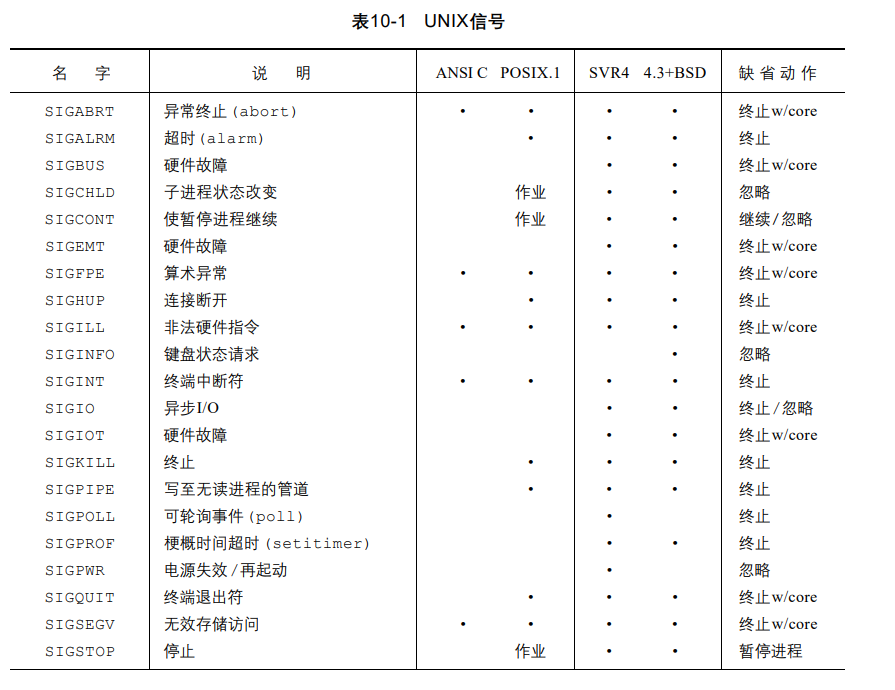 表10-1 UNIX信号
名 字 说 明 ANSI C POSIX.1 SVR4 4.3+BSD 缺省动作
SIGABRT 异常终止(abort) • • • • 终止w/core
SIGALRM 超时(alarm) • • • 终止
SIGBUS 硬件故障 • • 终止w/core
SIGCHLD 子进程状态改变 作业 • • 忽略
SIGCONT 使暂停进程继续 作业 • • 继续/忽略
SIGEMT 硬件故障 • • 终止w/core
SIGFPE 算术异常 • • • • 终止w/core
SIGHUP 连接断开 • • • 终止
SIGILL 非法硬件指令 • • • • 终止w/core
SIGINFO 键盘状态请求 • 忽略
SIGINT 终端中断符 • • • • 终止
SIGIO 异步I/O • • 终止/忽略
SIGIOT 硬件故障 • • 终止w/core
SIGKILL 终止 • • • 终止
SIGPIPE 写至无读进程的管道 • • • 终止
SIGPOLL 可轮询事件(poll) • 终止
SIGPROF 梗概时间超时(setitimer) • • 终止
SIGPWR 电源失效/再起动 • 忽略
SIGQUIT 终端退出符 • • • 终止w/core
SIGSEGV 无效存储访问 • • • • 终止w/core
SIGSTOP 停止 作业 • • 暂停进程